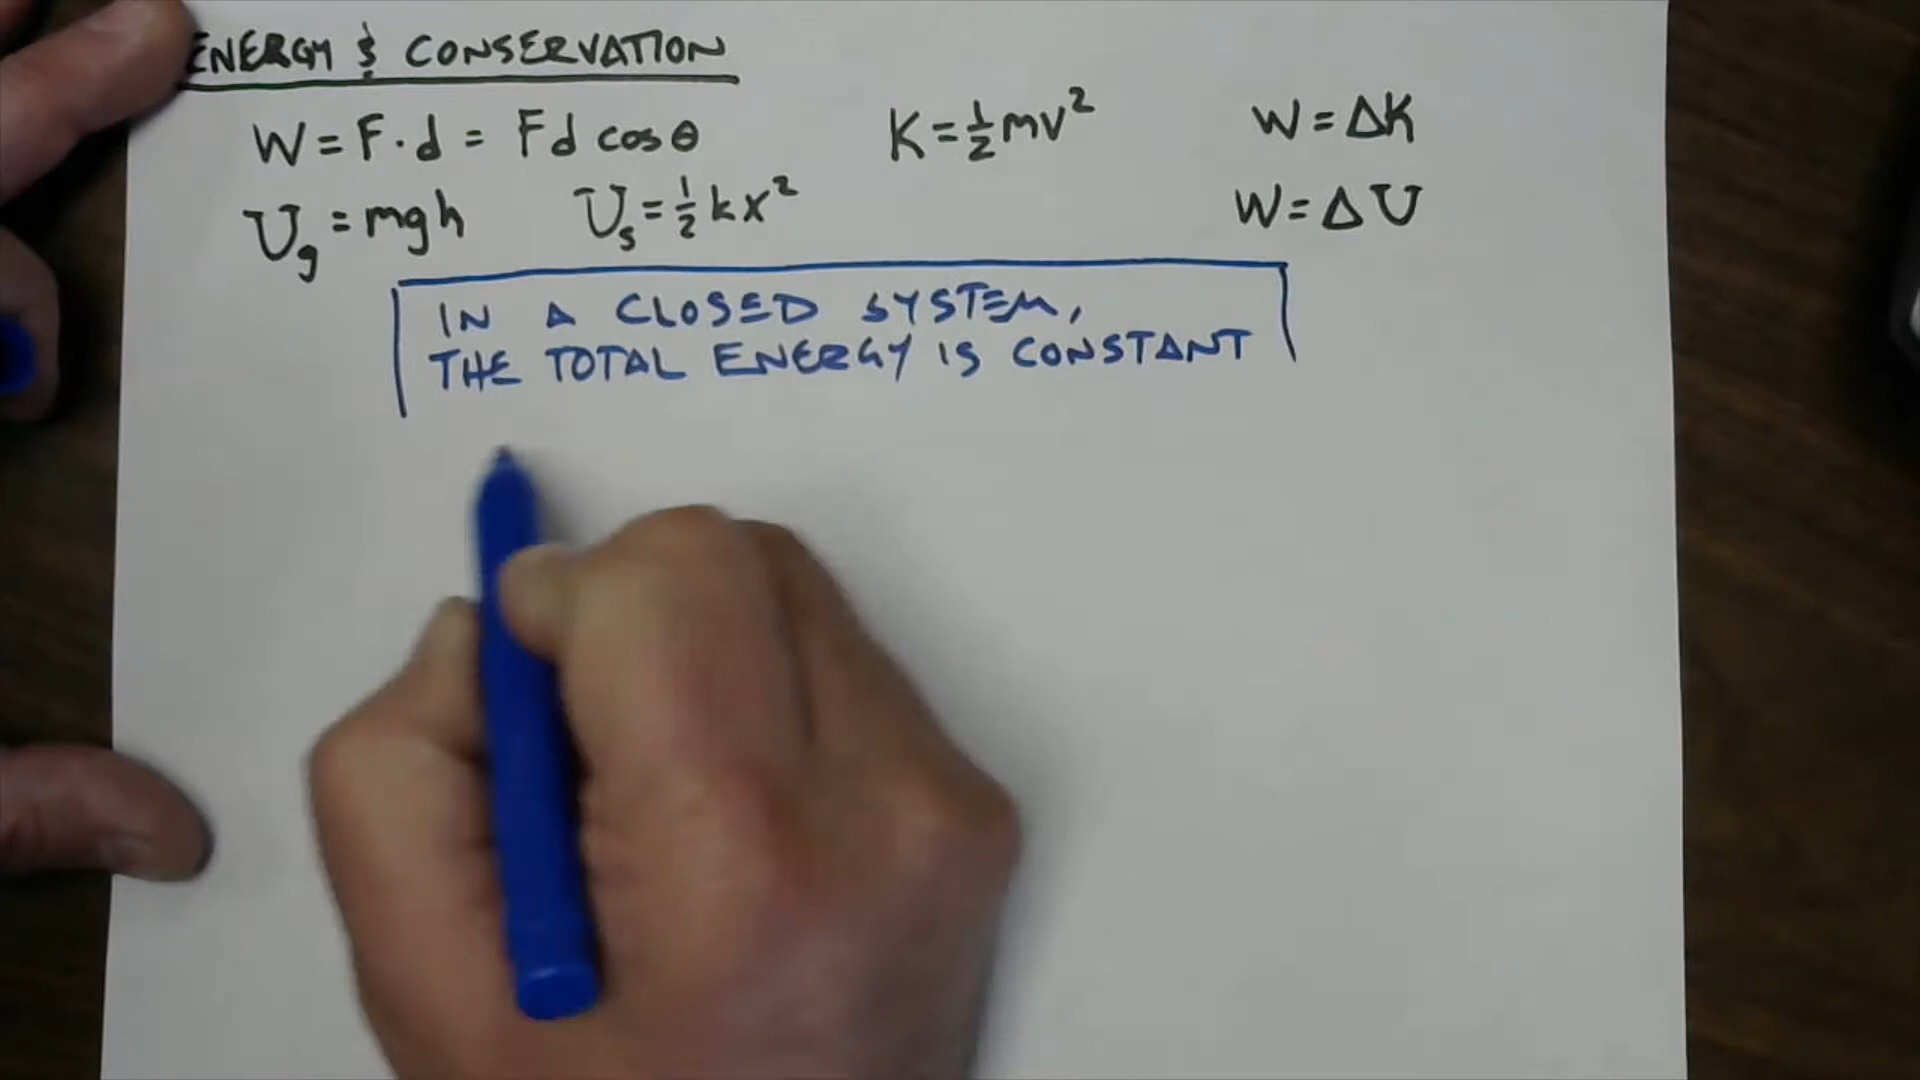 ENERGY & CONSERVATION
W = F · d = Fd cos θ K = ½mv² W = ΔK
U_g = mgh U_s = ½kx² W = ΔU
IN A CLOSED SYSTEM,
THE TOTAL ENERGY IS CONSTANT